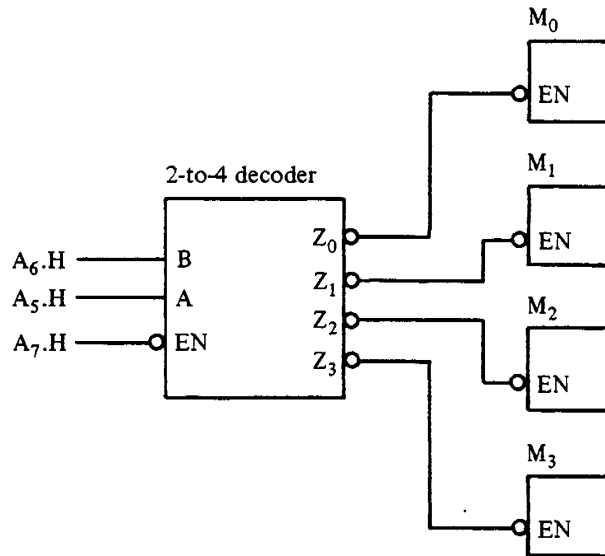 M₀
EN
M₁
EN
2-to-4 decoder
Z₀
A₆.H B
Z₁
A₅.H A
M₂
Z₂
A₇.H EN
Z₃
EN
M₃
EN